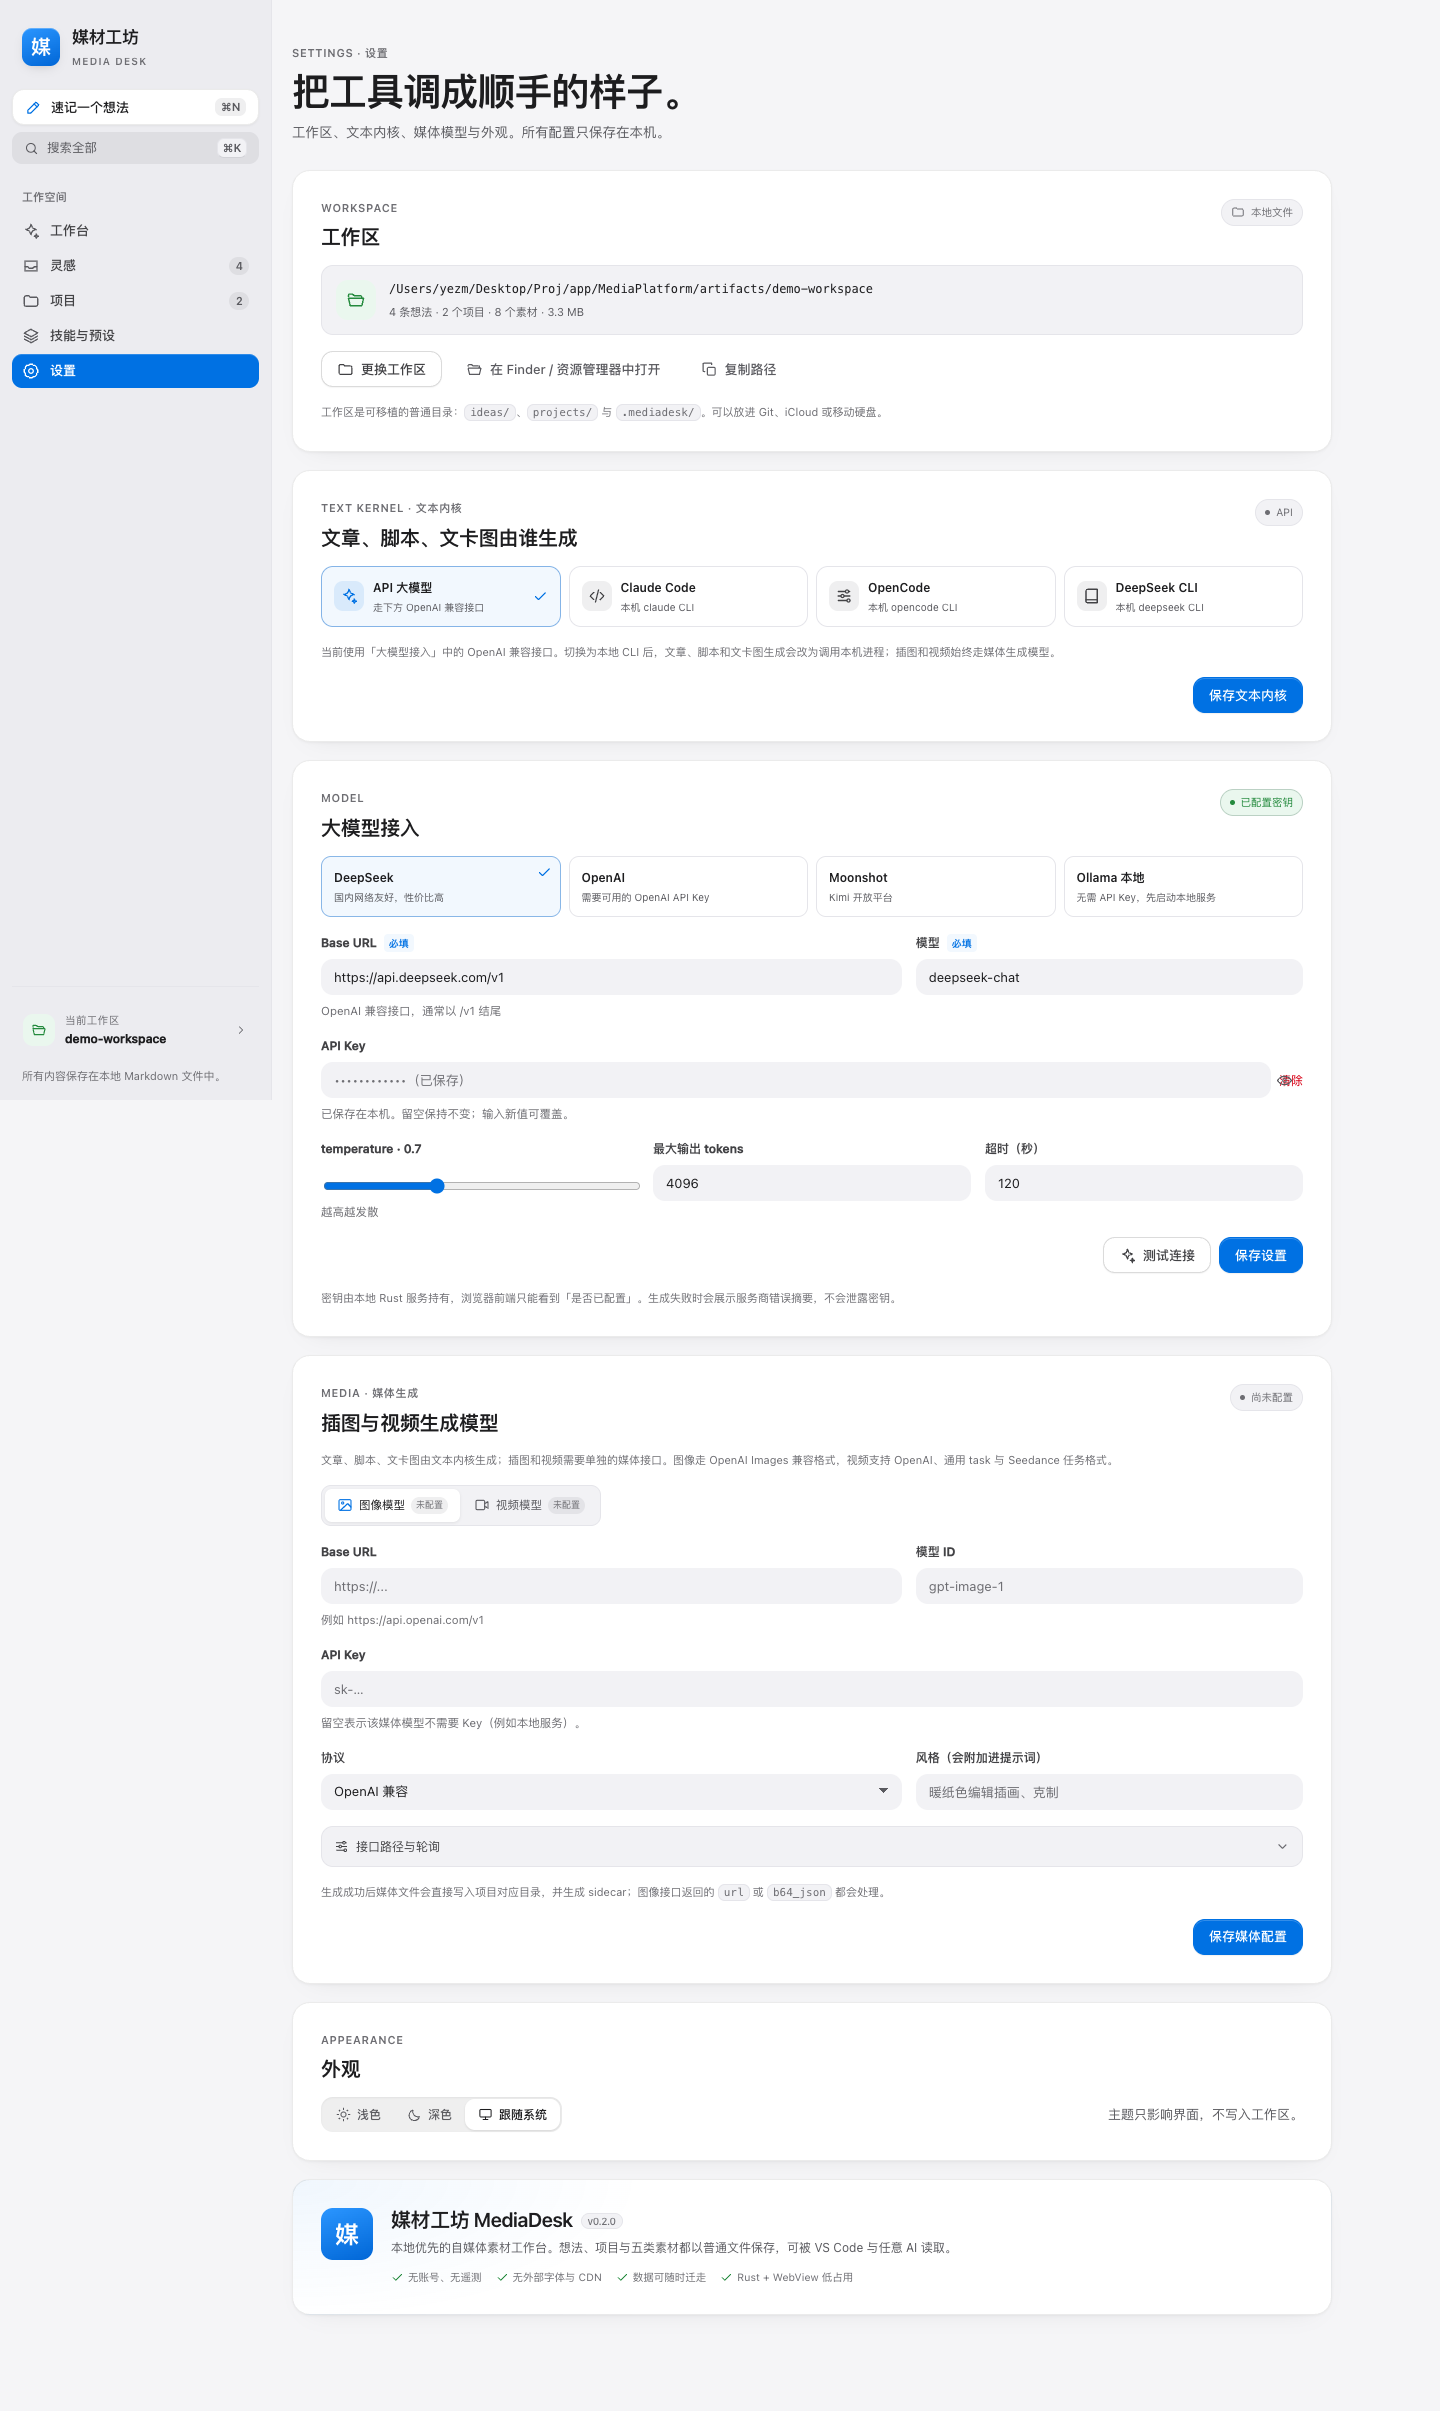 媒
媒材工坊
MEDIA DESK
速记一个想法
⌘N
搜索全部
⌘K
工作空间
工作台
灵感
4
项目
2
技能与预设
设置
当前工作区
demo-workspace
所有内容保存在本地 Markdown 文件中。
SETTINGS · 设置
把工具调成顺手的样子。
工作区、文本内核、媒体模型与外观。所有配置只保存在本机。
WORKSPACE
本地文件
工作区
/Users/yezm/Desktop/Proj/app/MediaPlatform/artifacts/demo-workspace
4 条想法 · 2 个项目 · 8 个素材 · 3.3 MB
更换工作区
在 Finder / 资源管理器中打开
复制路径
工作区是可移植的普通目录：ideas/、projects/ 与 .mediadesk/。可以放进 Git、iCloud 或移动硬盘。
TEXT KERNEL · 文本内核
API
文章、脚本、文卡图由谁生成
API 大模型
走下方 OpenAI 兼容接口
Claude Code
本机 claude CLI
OpenCode
本机 opencode CLI
DeepSeek CLI
本机 deepseek CLI
当前使用「大模型接入」中的 OpenAI 兼容接口。切换为本地 CLI 后，文章、脚本和文卡图生成会改为调用本机进程；插图和视频始终走媒体生成模型。
保存文本内核
MODEL
已配置密钥
大模型接入
DeepSeek
国内网络友好，性价比高
OpenAI
需要可用的 OpenAI API Key
Moonshot
Kimi 开放平台
Ollama 本地
无需 API Key，先启动本地服务
Base URL 必填
https://api.deepseek.com/v1
OpenAI 兼容接口，通常以 /v1 结尾
模型 必填
deepseek-chat
API Key
••••••••••••（已保存）
清除
已保存在本机。留空保持不变；输入新值可覆盖。
temperature · 0.7
越高越发散
最大输出 tokens
4096
超时（秒）
120
测试连接
保存设置
密钥由本地 Rust 服务持有，浏览器前端只能看到「是否已配置」。生成失败时会展示服务商错误摘要，不会泄露密钥。
MEDIA · 媒体生成
尚未配置
插图与视频生成模型
文章、脚本、文卡图由文本内核生成；插图和视频需要单独的媒体接口。图像走 OpenAI Images 兼容格式，视频支持 OpenAI、通用 task 与 Seedance 任务格式。
图像模型 未配置
视频模型 未配置
Base URL
https://...
例如 https://api.openai.com/v1
模型 ID
gpt-image-1
API Key
sk-...
留空表示该媒体模型不需要 Key（例如本地服务）。
协议
OpenAI 兼容
风格（会附加进提示词）
暖纸色编辑插画、克制
接口路径与轮询
生成成功后媒体文件会直接写入项目对应目录，并生成 sidecar；图像接口返回的 url 或 b64_json 都会处理。
保存媒体配置
APPEARANCE
外观
浅色
深色
跟随系统
主题只影响界面，不写入工作区。
媒
媒材工坊 MediaDesk v0.2.0
本地优先的自媒体素材工作台。想法、项目与五类素材都以普通文件保存，可被 VS Code 与任意 AI 读取。
无账号、无遥测
无外部字体与 CDN
数据可随时迁走
Rust + WebView 低占用